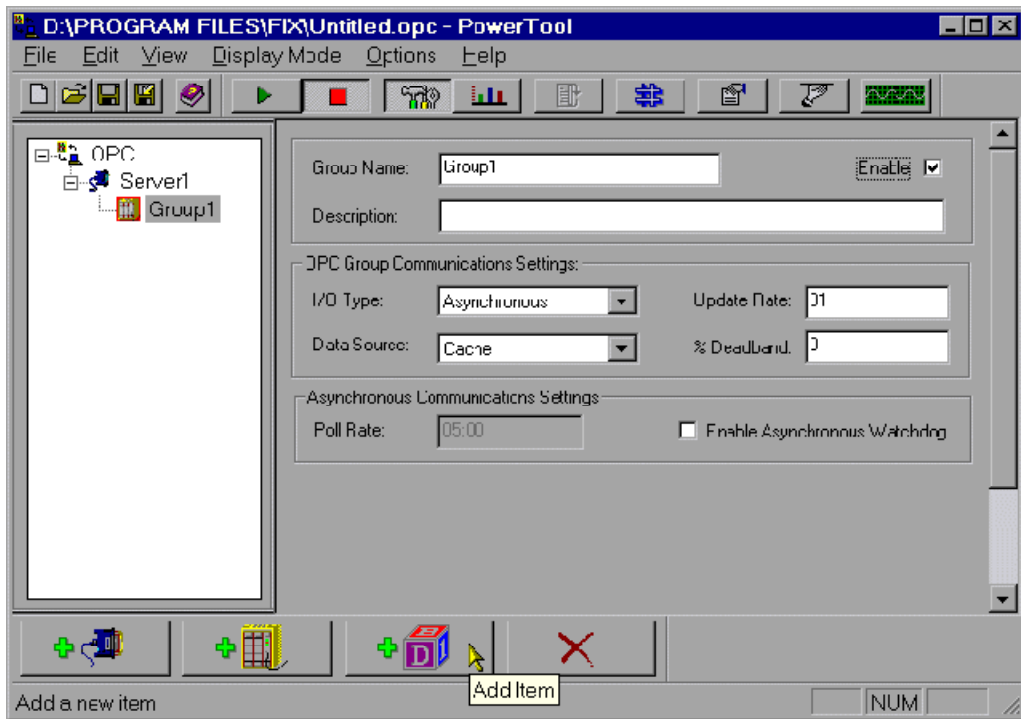 D:\PROGRAM FILES\FIX\Untitled.opc - PowerTool
File Edit View Display Mode Options Help
OPC
Server1
Group1
Group Name: Group1 Enable
Description:
OPC Group Communications Settings:
I/O Type: Asynchronous Update Rate: 01
Data Source: Cache % Deadband: 0
Asynchronous Communications Settings
Poll Rate: 05:00 Enable Asynchronous Watchdog
Add Item
Add a new item NUM